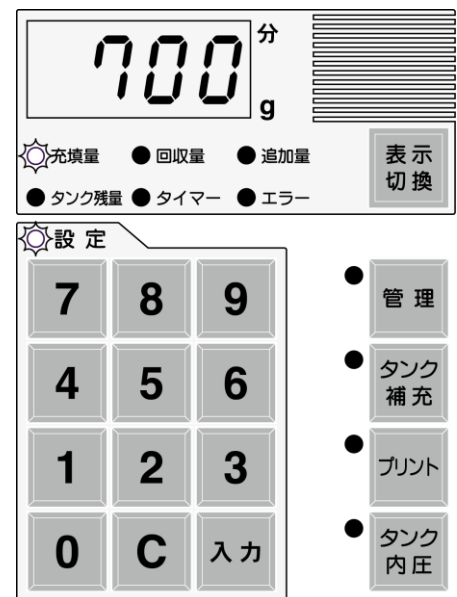 700 分
g
充填量 回収量 追加量
タンク残量 タイマー エラー
表示
切換
設定
7 8 9
4 5 6
1 2 3
0 C 入力
管理
タンク
補充
プリント
タンク
内圧